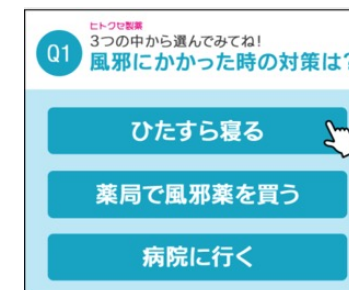 ヒトクセ製薬
Q1
3つの中から選んでみてね!
風邪にかかった時の対策は?
ひたすら寝る
薬局で風邪薬を買う
病院に行く